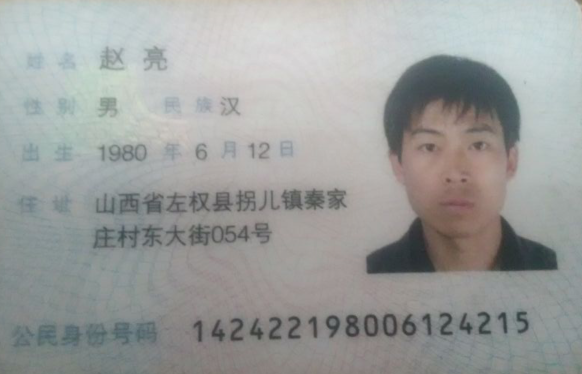 姓名 赵亮
性别 男 民族 汉
出生 1980 年 6 月 12 日
住址 山西省左权县拐儿镇秦家
庄村东大街054号
公民身份号码 142422198006124215